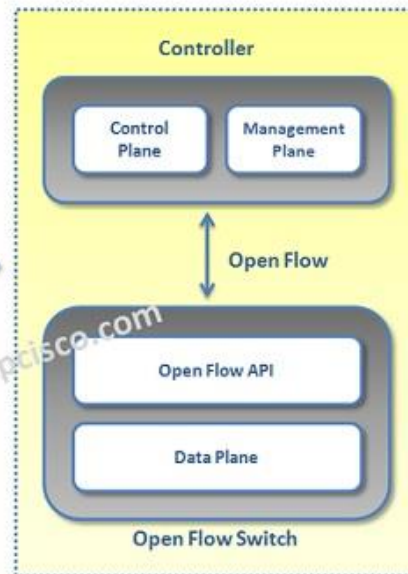 Controller
Control
Plane
Management
Plane
Open Flow
pcisco.com
Open Flow API
Data Plane
Open Flow Switch